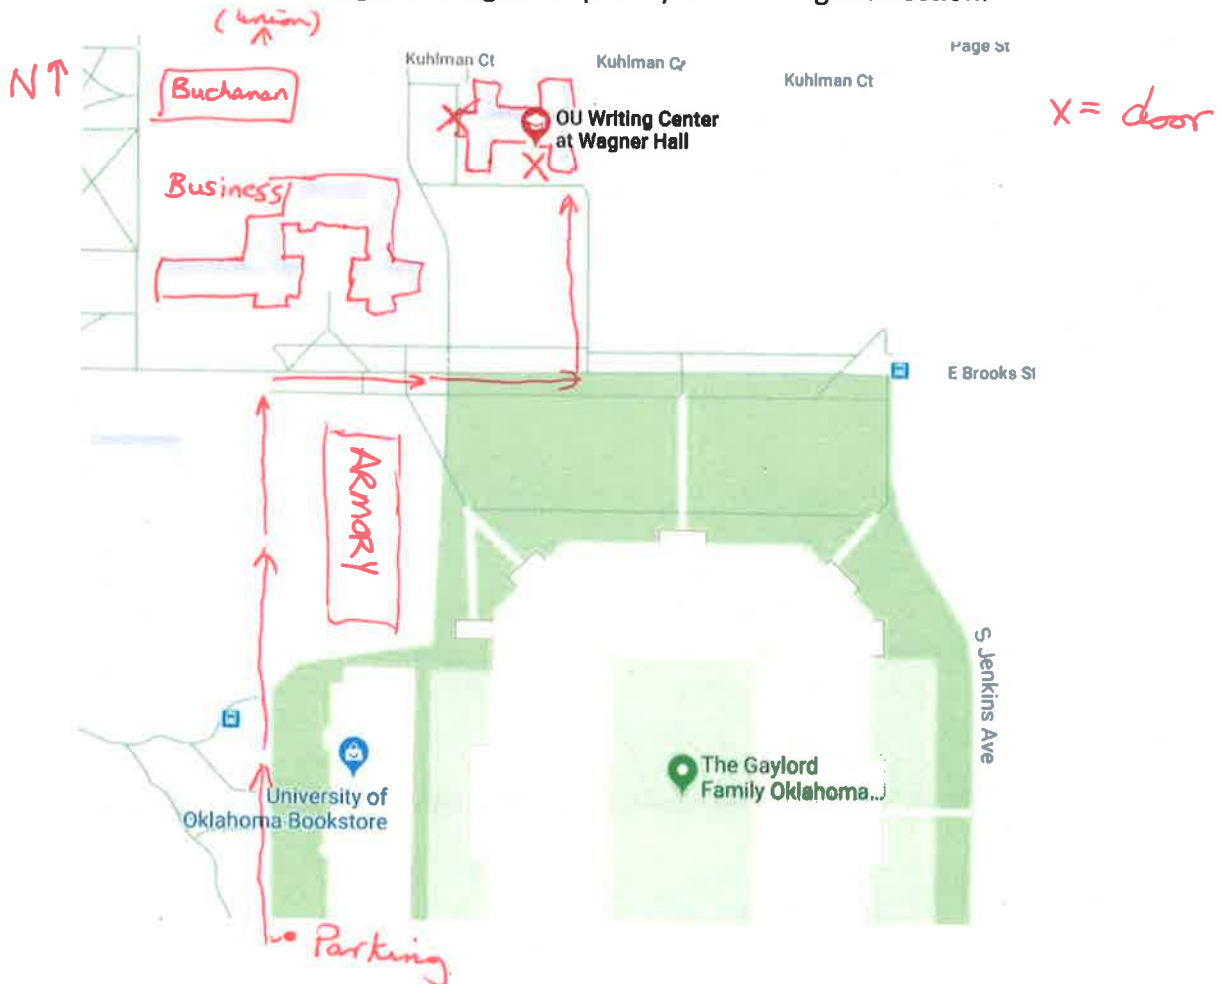 (Union)
Page St
Kuhlman Ct
Kuhlman Cr
Kuhlman Ct
N↑
Buchanan
OU Writing Center
at Wagner Hall
X = door
X
X
Business
E Brooks St
ARMORY
S Jenkins Ave
The Gaylord
Family Oklahoma...
University of
Oklahoma Bookstore
Parking